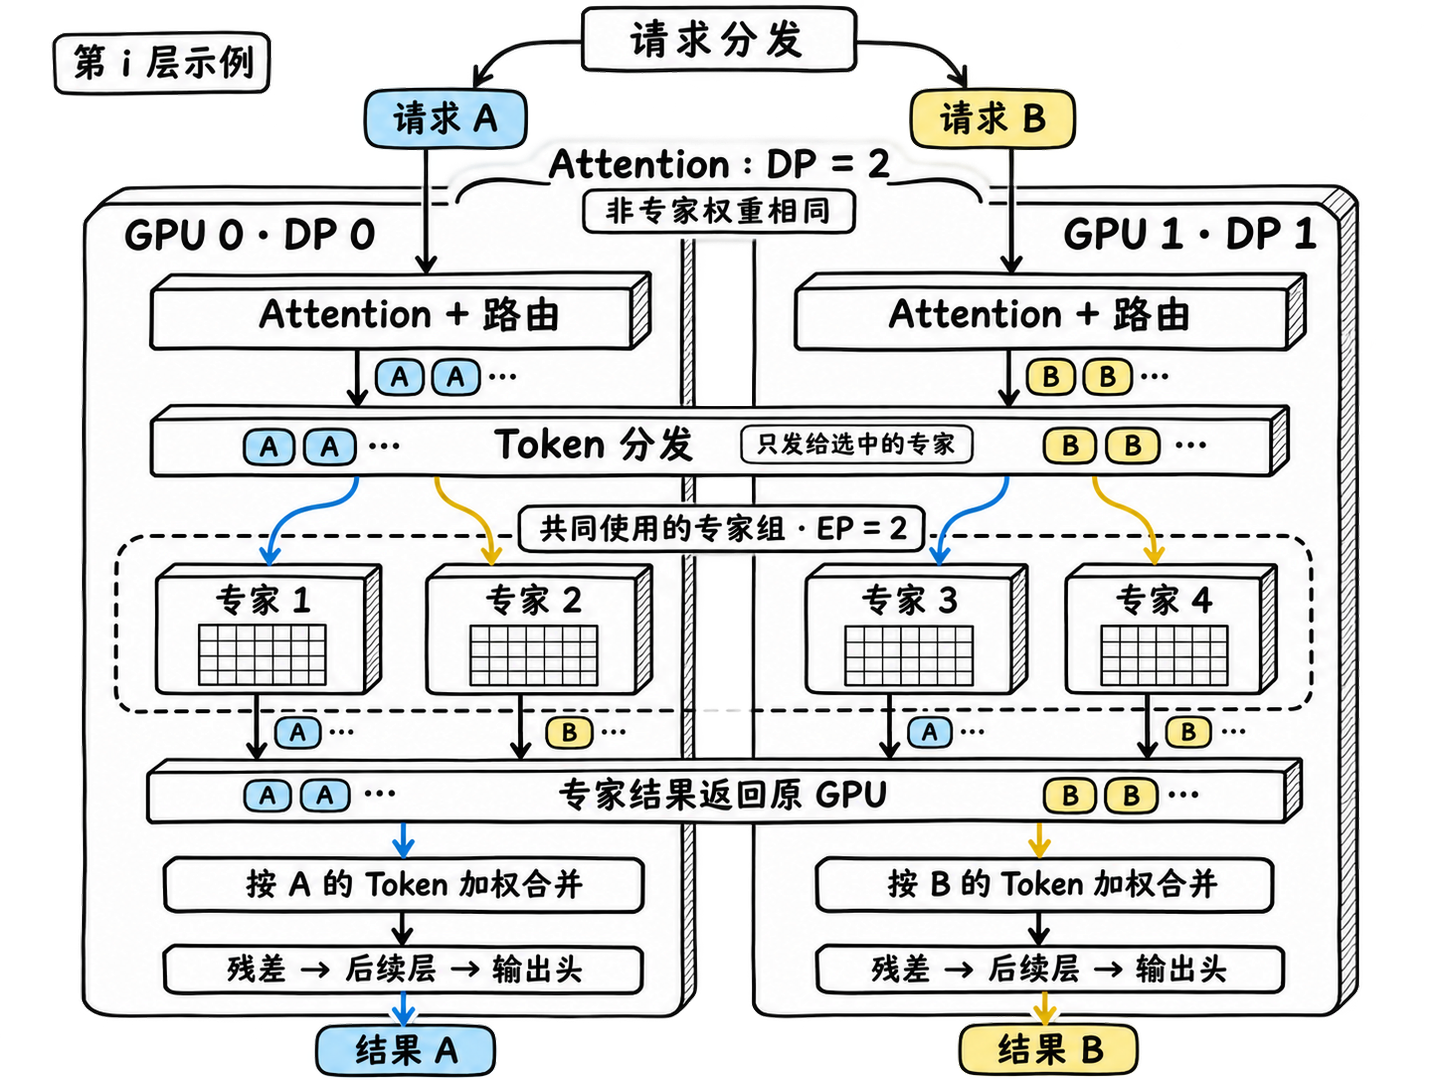 请求分发
第 i 层示例
请求 A
请求 B
Attention : DP = 2
非专家权重相同
GPU 0 · DP 0
GPU 1 · DP 1
Attention + 路由
Attention + 路由
A A ...
B B ...
A A ... Token 分发 只发给选中的专家 B B ...
共同使用的专家组 · EP = 2
专家 1
专家 2
专家 3
专家 4
A ...
B ...
A ...
B ...
A A ... 专家结果返回原 GPU B B ...
按 A 的 Token 加权合并
按 B 的 Token 加权合并
残差 → 后续层 → 输出头
残差 → 后续层 → 输出头
结果 A
结果 B